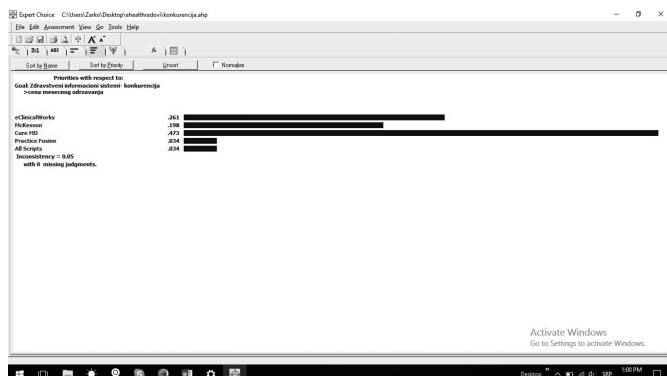 Expert Choice C:\Users\Zarko\Desktop\ehealthradovi\konkurencija.ahp
File Edit Assessment View Go Tools Help
3:1 ABC
Sort by Name Sort by Priority Unsort Normalize
Priorities with respect to:
Goal: Zdravstveni informacioni sistemi- konkurencija
>cena mesecnog odrzavanja
eClinicalWorks .261
McKesson .198
Cure MD .473
Practice Fusion .034
All Scripts .034
Inconsistency = 0.05
with 0 missing judgments.
Activate Windows
Go to Settings to activate Windows.
Desktop SRP 1:00 PM